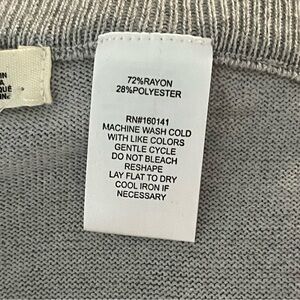 72%RAYON
28%POLYESTER
RN#160141
MACHINE WASH COLD
WITH LIKE COLORS
GENTLE CYCLE
DO NOT BLEACH
RESHAPE
LAY FLAT TO DRY
COOL IRON IF
NECESSARY